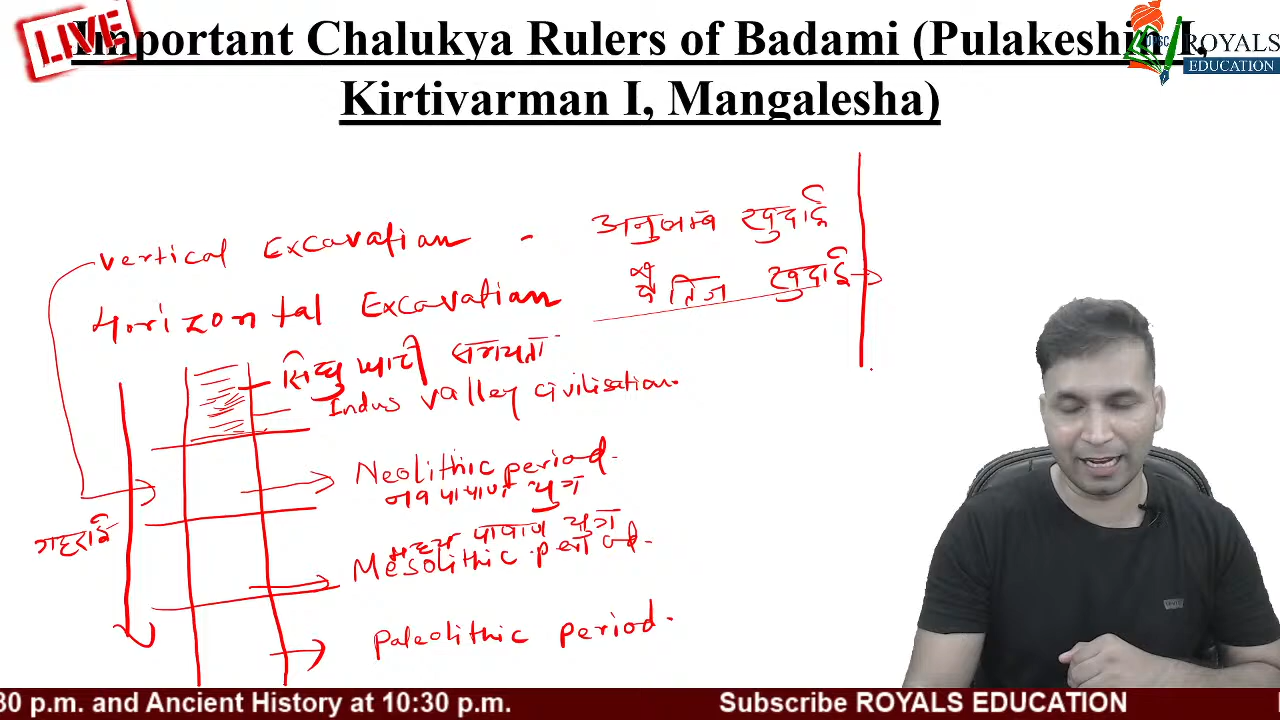 LIVE
Important Chalukya Rulers of Badami (Pulakeshin I,
Kirtivarman I, Mangalesha)
UPSC ROYALS
EDUCATION
Vertical Excavation - अनुलम्ब खुदाई
Horizontal Excavation क्षैतिज खुदाई
सिंधु घाटी सभ्यता
Indus Valley Civilisation
Neolithic period.
नव पाषाण युग
गहराई
मध्य पाषाण युग
Mesolithic period.
Paleolithic period.
30 p.m. and Ancient History at 10:30 p.m.
Subscribe ROYALS EDUCATION